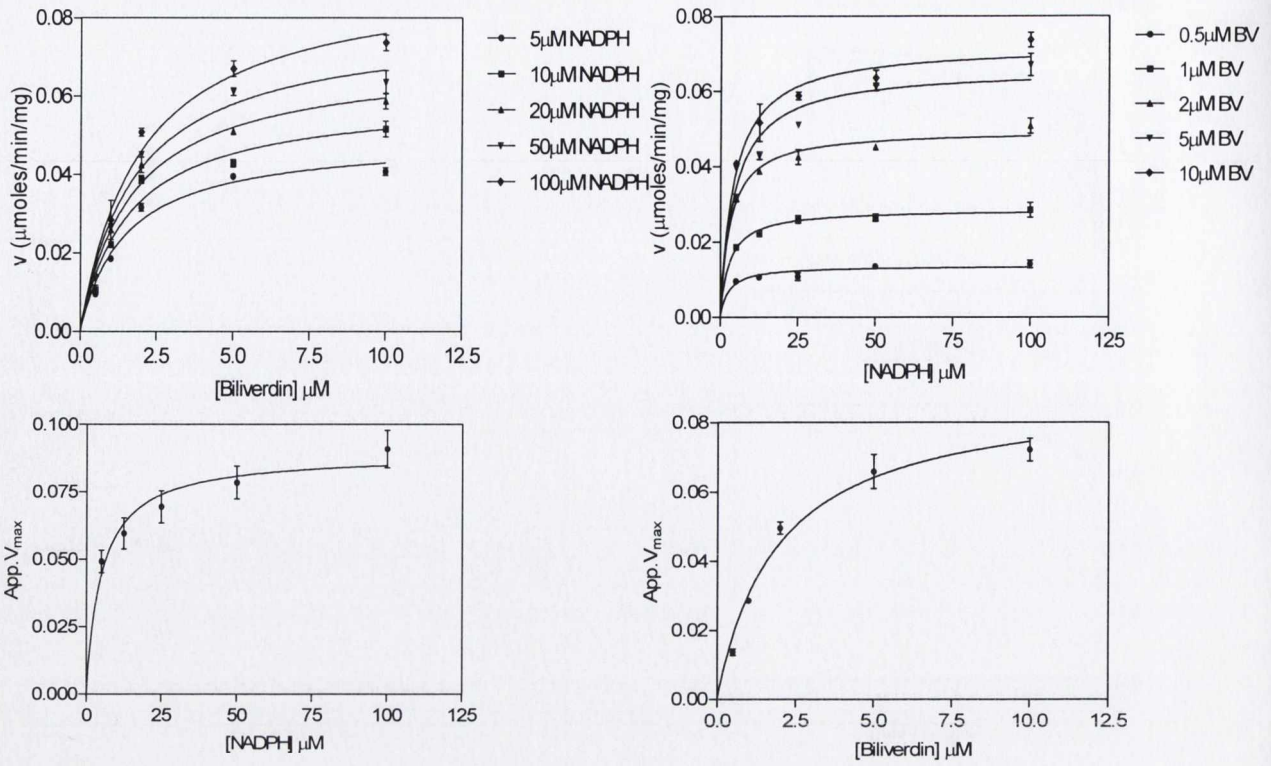 0.08
0.06
0.04
0.02
0.00
v (µmoles/min/mg)
0.0
2.5
5.0
7.5
10.0
12.5
[Biliverdin] µM
5µM NADPH
10µM NADPH
20µM NADPH
50µM NADPH
100µM NADPH
0.08
0.06
0.04
0.02
0.00
v (µmoles/min/mg)
0
25
50
75
100
125
[NADPH] µM
0.5µM BV
1µM BV
2µM BV
5µM BV
10µM BV
0.100
0.075
0.050
0.025
0.000
App. Vmax
0
25
50
75
100
125
[NADPH] µM
0.08
0.06
0.04
0.02
0.00
App. Vmax
0.0
2.5
5.0
7.5
10.0
12.5
[Biliverdin] µM